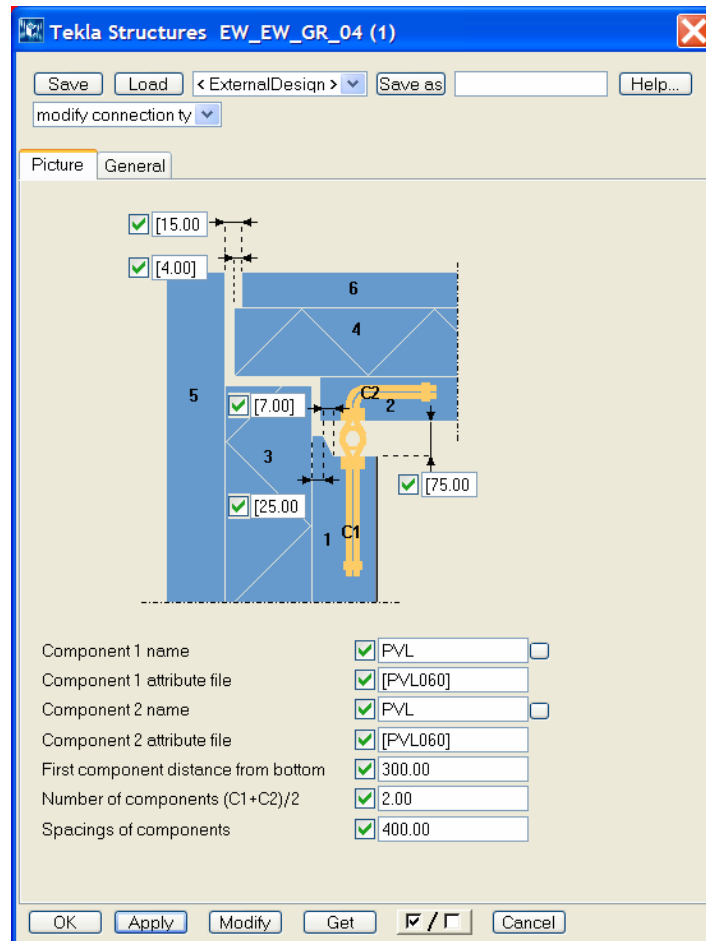 Tekla Structures EW_EW_GR_04 (1)
Save Load < ExternalDesign > Save as Help...
modify connection ty
Picture General
[15.00
[4.00]
6
4
5
[7.00]
C2
2
3
[75.00
[25.00
1
C1
Component 1 name PVL
Component 1 attribute file [PVL060]
Component 2 name PVL
Component 2 attribute file [PVL060]
First component distance from bottom 300.00
Number of components (C1+C2)/2 2.00
Spacings of components 400.00
OK Apply Modify Get / Cancel